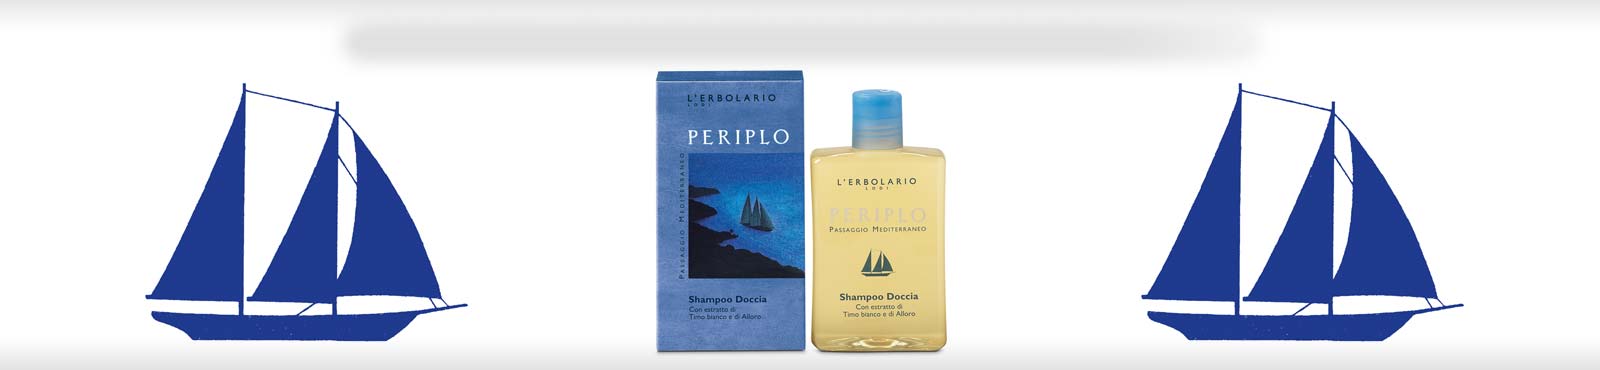 L'ERBOLARIO
LODI
PERIPLO
PASSAGGIO MEDITERRANEO
Shampoo Doccia
Con estratto di
Timo bianco e di Alloro
L'ERBOLARIO
LODI
PERIPLO
PASSAGGIO MEDITERRANEO
Shampoo Doccia
Con estratto di
Timo bianco e di Alloro